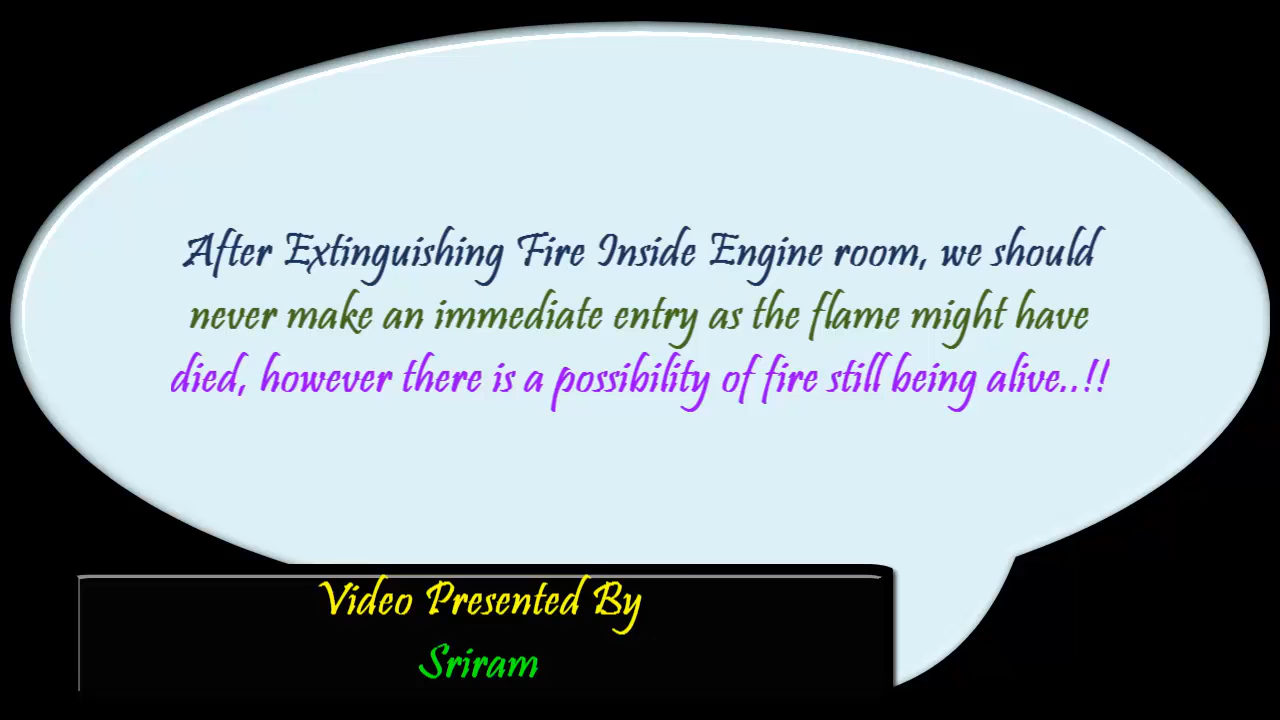 After Extinguishing Fire Inside Engine room, we should
never make an immediate entry as the flame might have
died, however there is a possibility of fire still being alive..!!
Video Presented By
Sriram